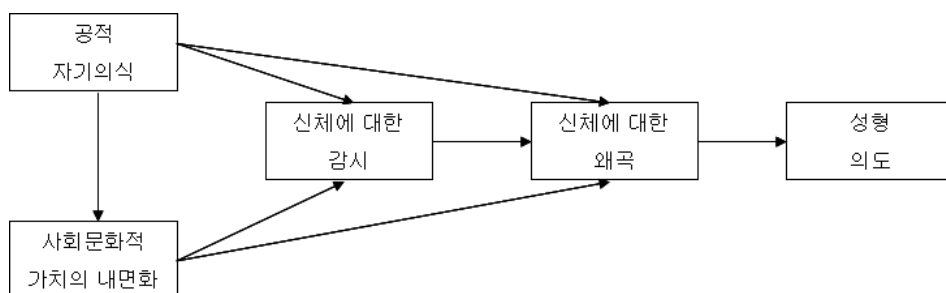 공적
자기의식
신체에 대한
감시
신체에 대한
왜곡
성형
의도
사회문화적
가치의 내면화